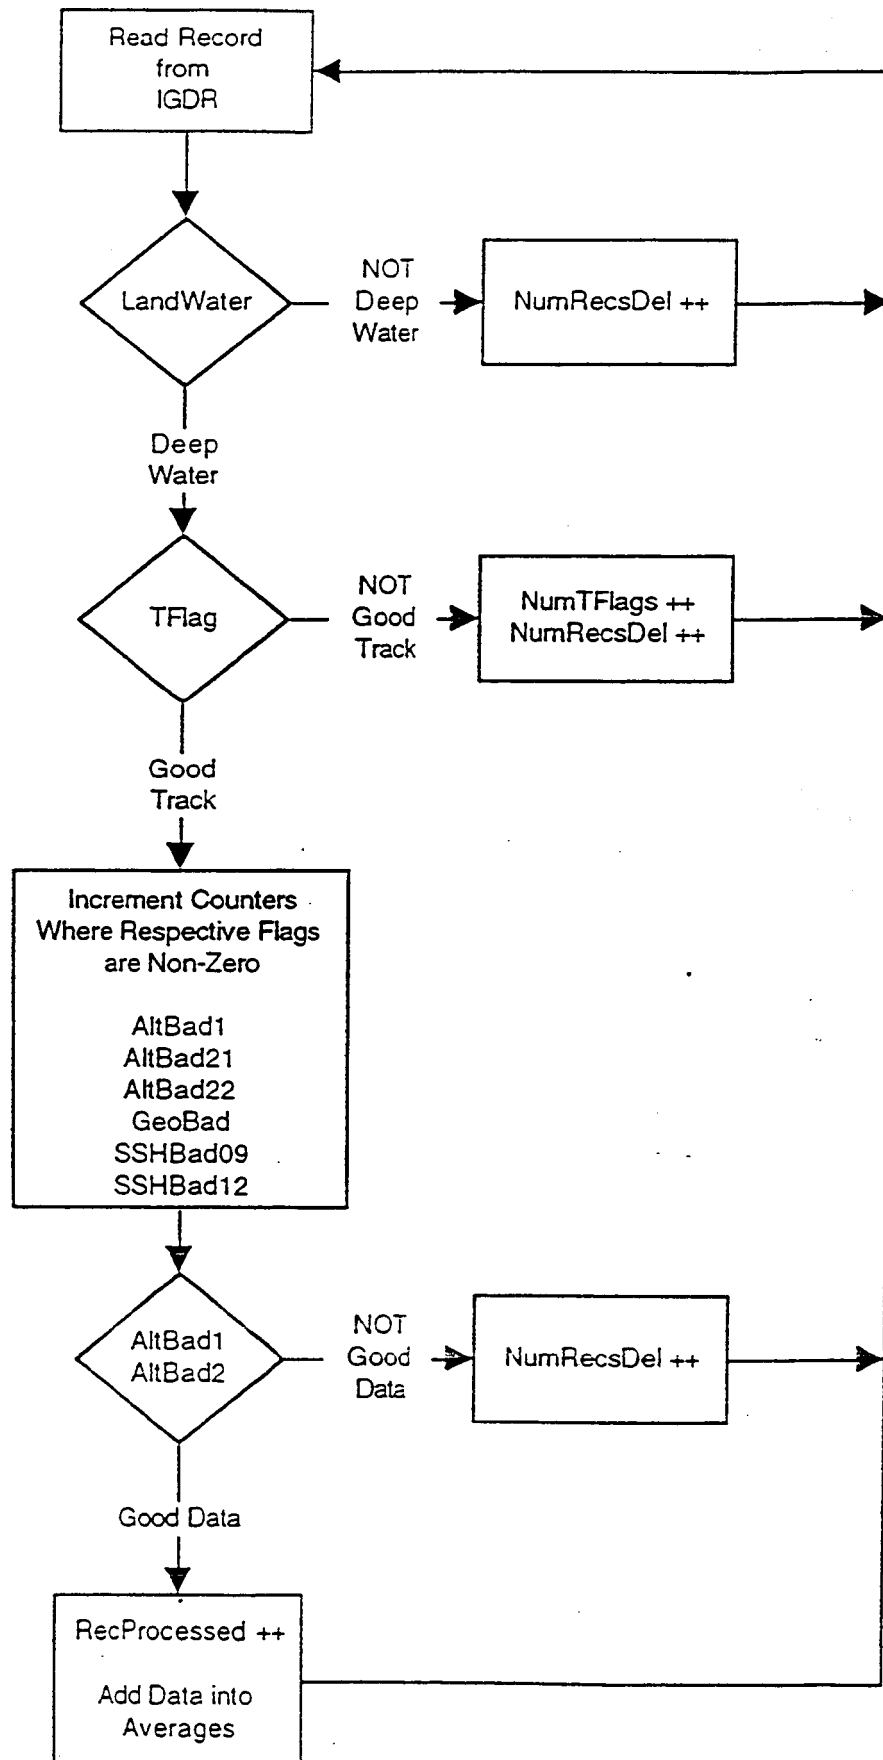 Read Record
from
IGDR
LandWater
NOT
Deep
Water
NumRecsDel ++
Deep
Water
TFlag
NOT
Good
Track
NumTFlags ++
NumRecsDel ++
Good
Track
Increment Counters
Where Respective Flags
are Non-Zero
AltBad1
AltBad21
AltBad22
GeoBad
SSHBad09
SSHBad12
AltBad1
AltBad2
NOT
Good
Data
NumRecsDel ++
Good Data
RecProcessed ++
Add Data into
Averages